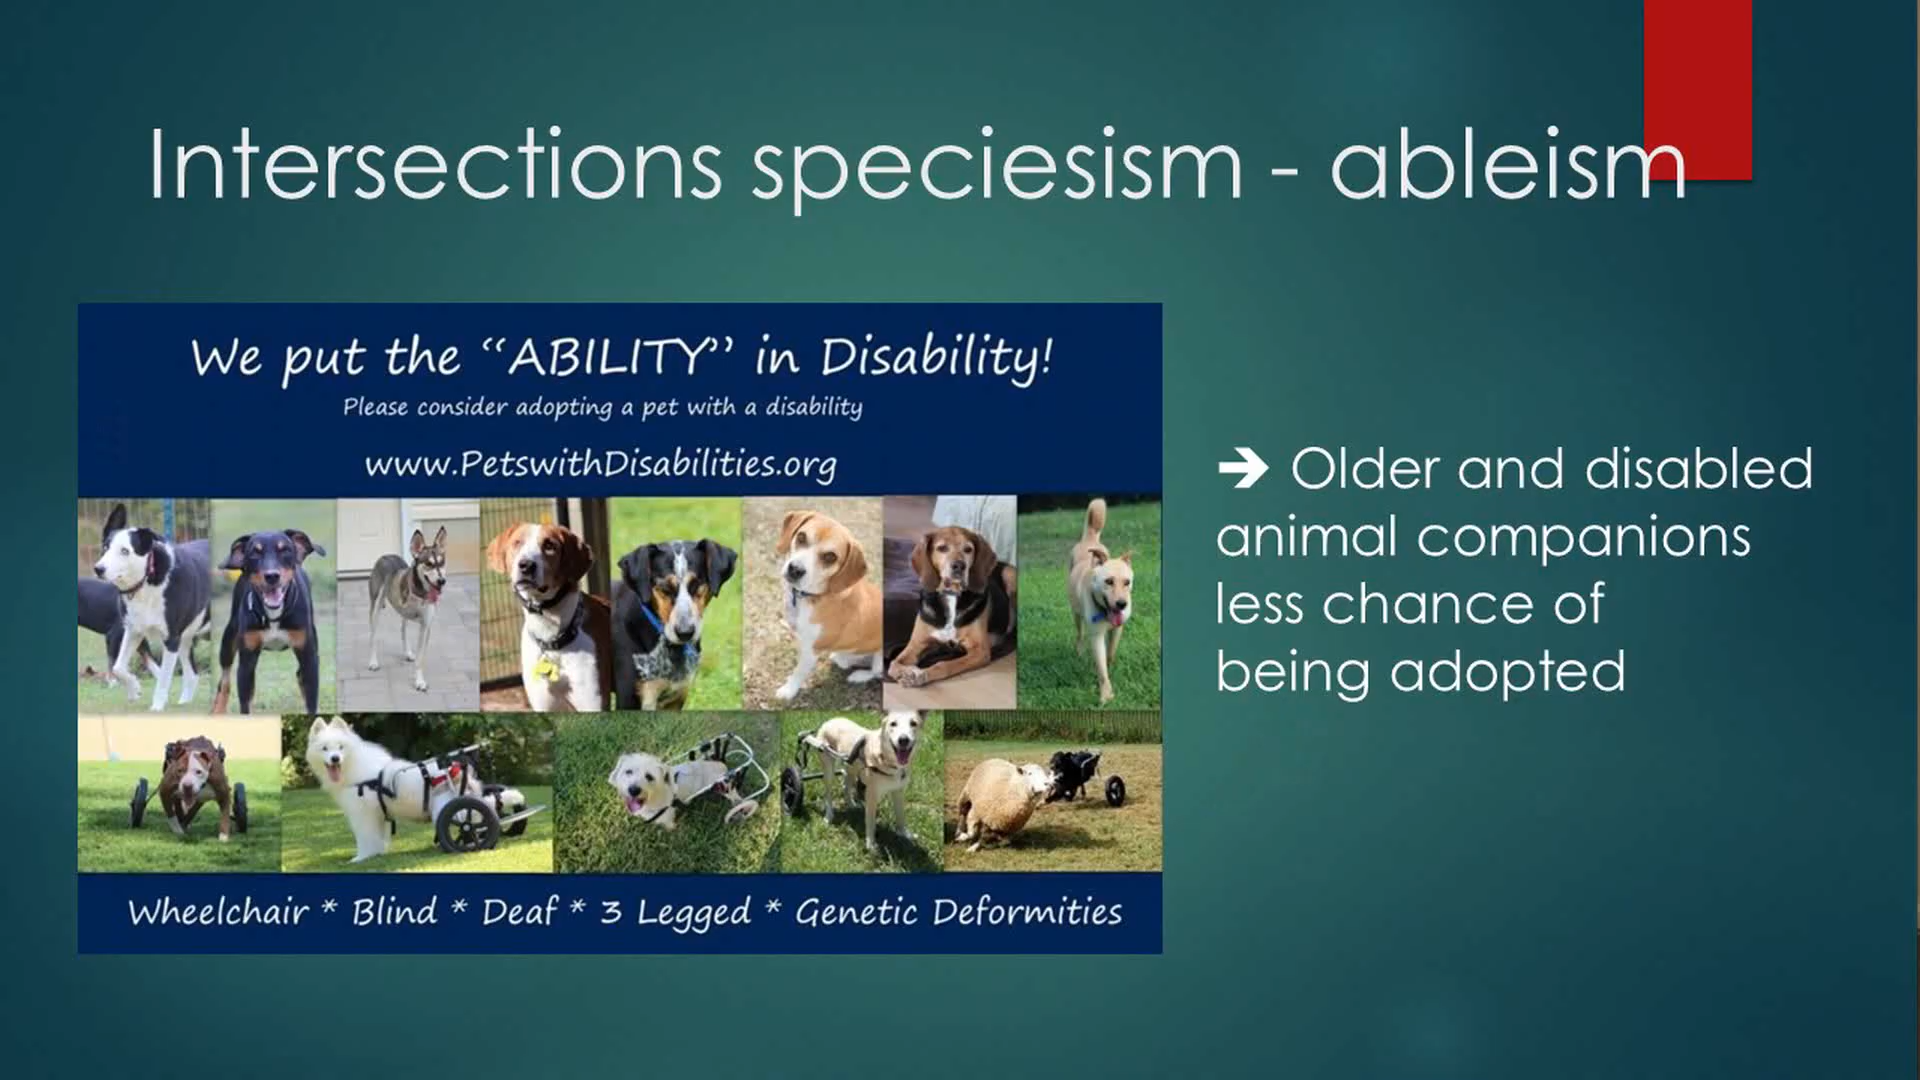 Intersections speciesism - ableism
We put the “ABILITY” in Disability!
Please consider adopting a pet with a disability
www.PetswithDisabilities.org
Wheelchair * Blind * Deaf * 3 Legged * Genetic Deformities
➔ Older and disabled
animal companions
less chance of
being adopted